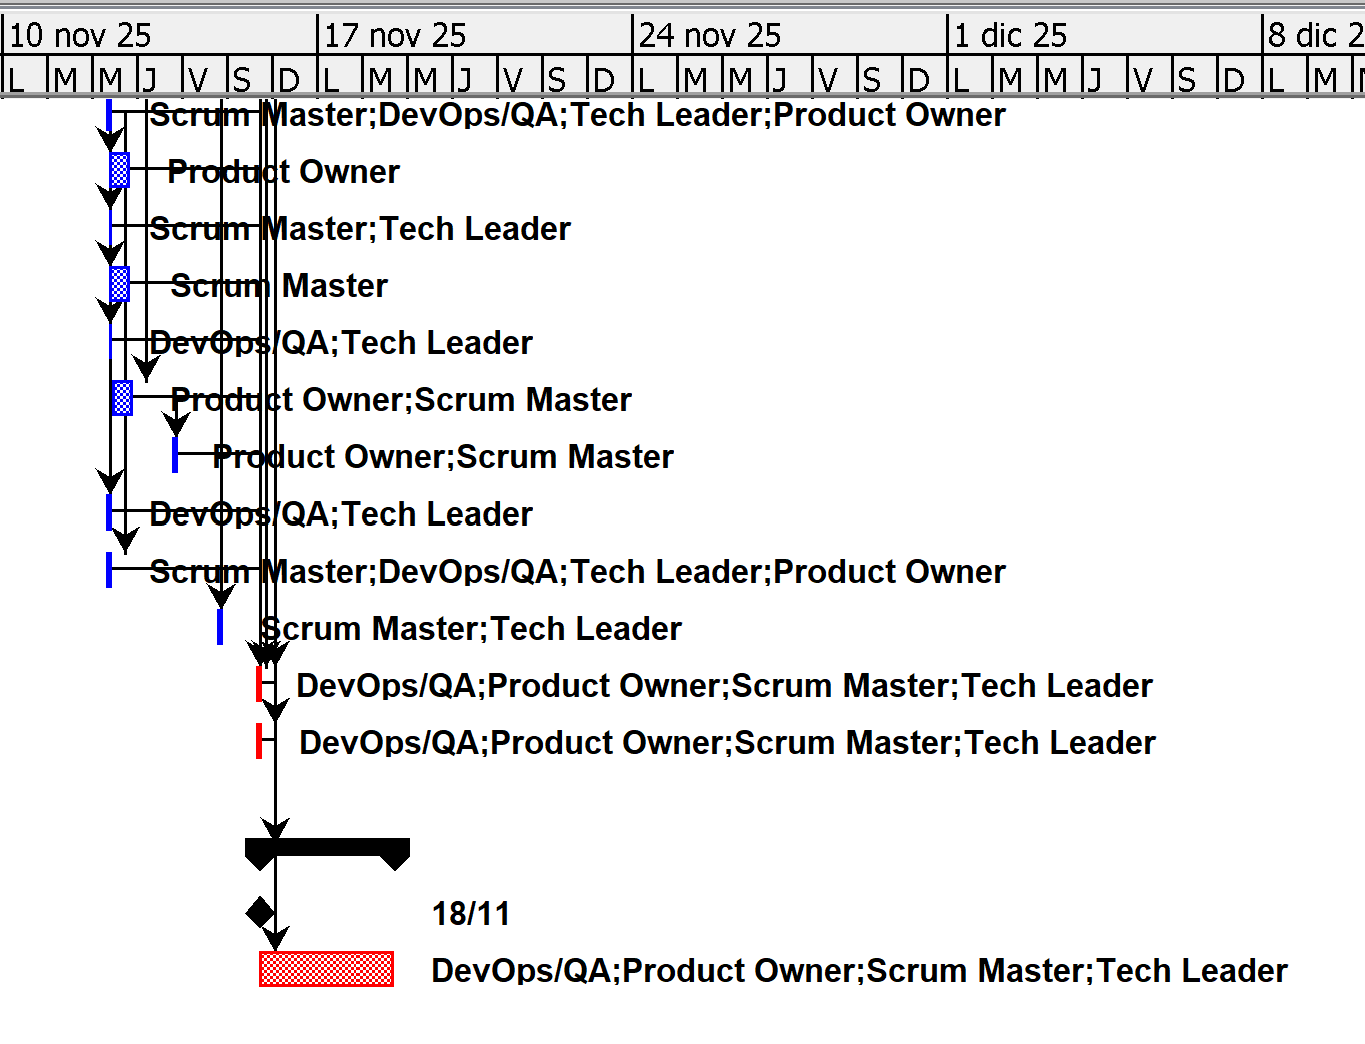 10 nov 25 17 nov 25 24 nov 25 1 dic 25 8 dic 2
L M M J V S D L M M J V S D L M M J V S D L M M J V S D L M
Scrum Master;DevOps/QA;Tech Leader;Product Owner
Product Owner
Scrum Master;Tech Leader
Scrum Master
DevOps/QA;Tech Leader
Product Owner;Scrum Master
Product Owner;Scrum Master
DevOps/QA;Tech Leader
Scrum Master;DevOps/QA;Tech Leader;Product Owner
Scrum Master;Tech Leader
DevOps/QA;Product Owner;Scrum Master;Tech Leader
DevOps/QA;Product Owner;Scrum Master;Tech Leader
18/11
DevOps/QA;Product Owner;Scrum Master;Tech Leader